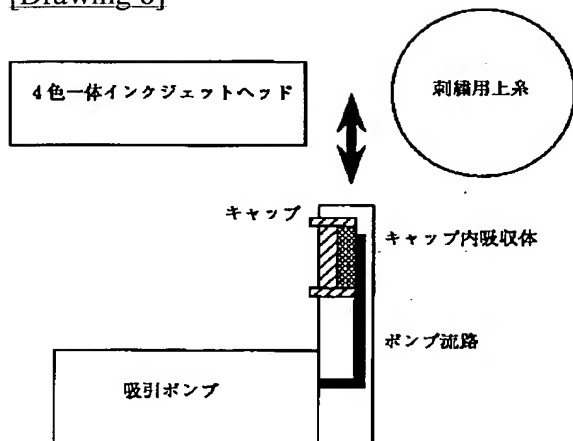 [Drawing 6]
4色一体インクジェットヘッド
刺繍用上糸
キャップ
キャップ内吸収体
ポンプ流路
吸引ポンプ